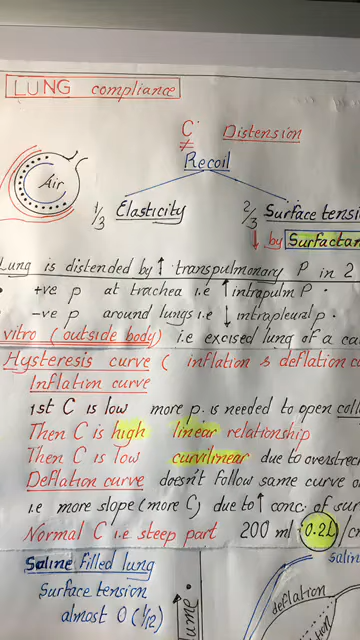 LUNG compliance
C Distension
≠
Recoil
Air
1/3 Elasticity 2/3 Surface tensi
↓ by Surfactan
Lung is distended by ↑ transpulmonary P in 2
• +ve p at trachea i.e ↑ intrapulm P.
• -ve p around lungs i.e ↓ intrapleural p.
vitro (outside body) i.e excised lung of a ca
Hysteresis curve ( inflation & deflation c
Inflation curve
1st C is low more p. is needed to open coll
Then C is high linear relationship
Then C is low curvilinear due to overstrec
Deflation curve doesn't follow same curve o
i.e more slope (more C) due to ↑ conc. of sur
Normal C i.e steep part 200 ml = 0.2L/c
Saline filled lung
Surface tension
almost 0 (1/12)
ume
salin
deflation